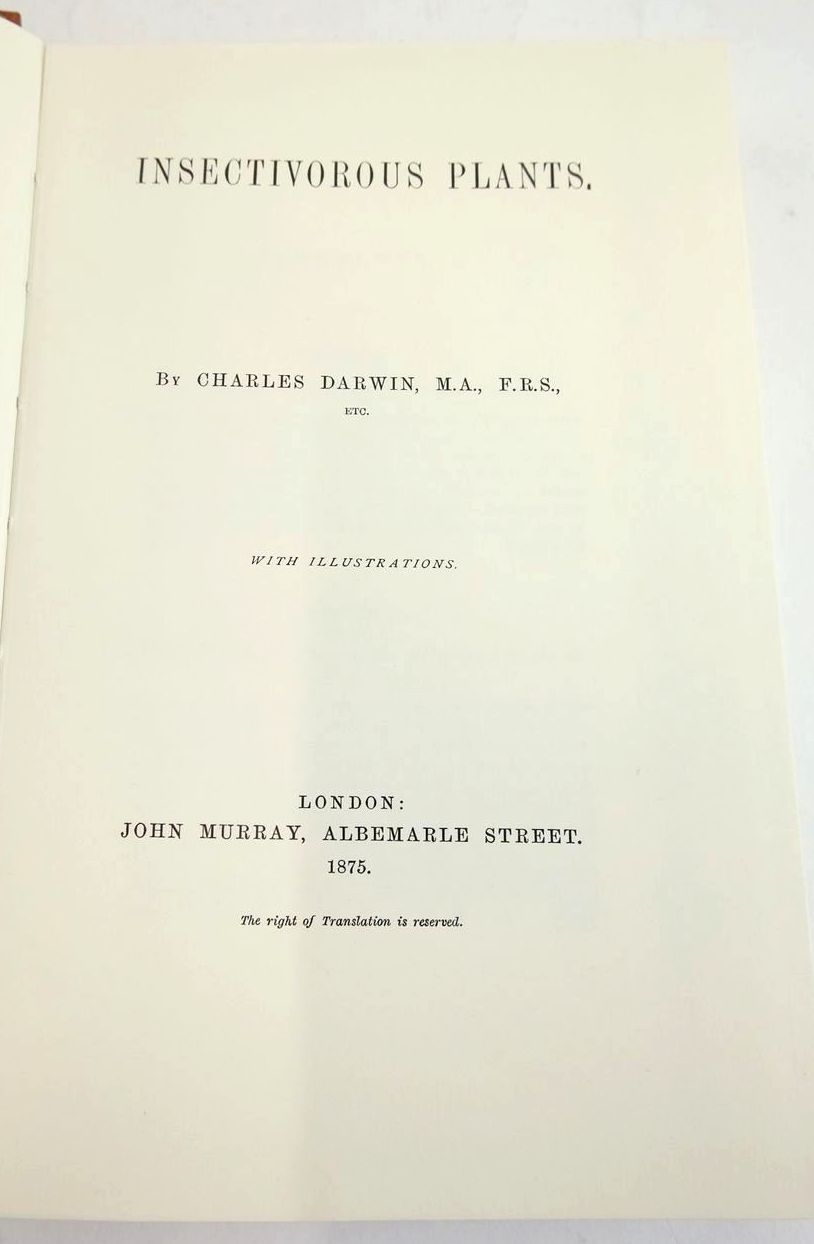 INSECTIVOROUS PLANTS.
By CHARLES DARWIN, M.A., F.R.S.,
ETC.
WITH ILLUSTRATIONS.
LONDON:
JOHN MURRAY, ALBEMARLE STREET.
1875.
The right of Translation is reserved.